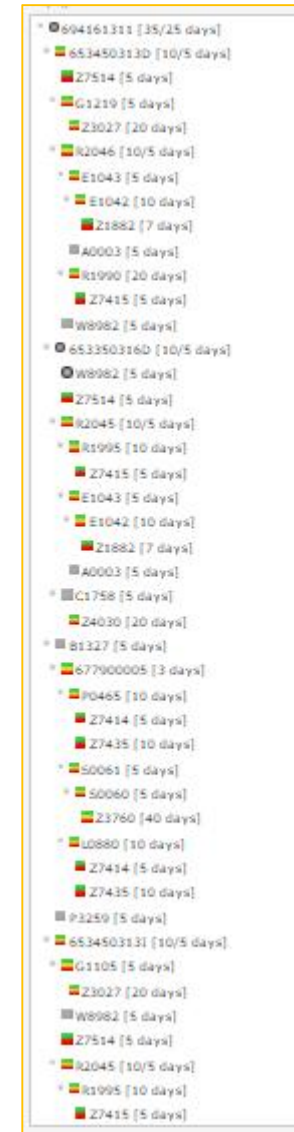 694161311 [35/25 days]
653450313D [10/5 days]
Z7514 [5 days]
G1219 [5 days]
Z3027 [20 days]
R2046 [10/5 days]
E1043 [5 days]
E1042 [10 days]
Z1882 [7 days]
A0003 [5 days]
R1990 [20 days]
Z7415 [5 days]
W8982 [5 days]
653350316D [10/5 days]
W8982 [5 days]
Z7514 [5 days]
R2045 [10/5 days]
R1995 [10 days]
Z7415 [5 days]
E1043 [5 days]
E1042 [10 days]
Z1882 [7 days]
A0003 [5 days]
C1758 [5 days]
Z4030 [20 days]
B1327 [5 days]
677900005 [3 days]
P0465 [10 days]
Z7414 [5 days]
Z7435 [10 days]
S0061 [5 days]
S0060 [5 days]
Z3760 [40 days]
L0880 [10 days]
Z7414 [5 days]
Z7435 [10 days]
P3259 [5 days]
653450313I [10/5 days]
G1105 [5 days]
Z3027 [20 days]
W8982 [5 days]
Z7514 [5 days]
R2045 [10/5 days]
R1995 [10 days]
Z7415 [5 days]